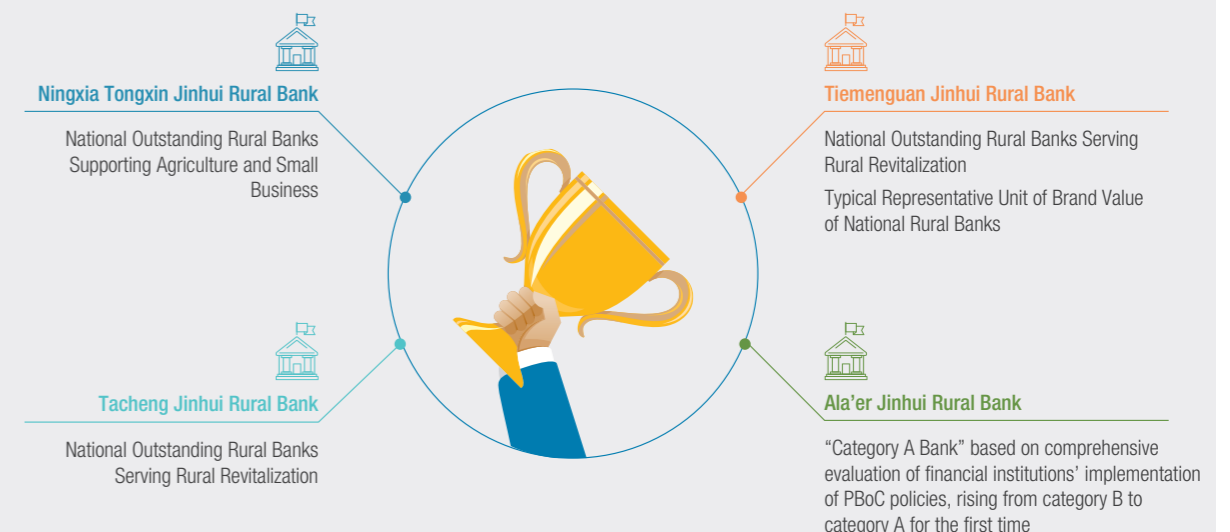 Ningxia Tongxin Jinhui Rural Bank
National Outstanding Rural Banks
Supporting Agriculture and Small
Business
Tiemenguan Jinhui Rural Bank
National Outstanding Rural Banks Serving
Rural Revitalization
Typical Representative Unit of Brand Value
of National Rural Banks
Tacheng Jinhui Rural Bank
National Outstanding Rural Banks
Serving Rural Revitalization
Ala’er Jinhui Rural Bank
“Category A Bank” based on comprehensive
evaluation of financial institutions’ implementation
of PBoC policies, rising from category B to
category A for the first time